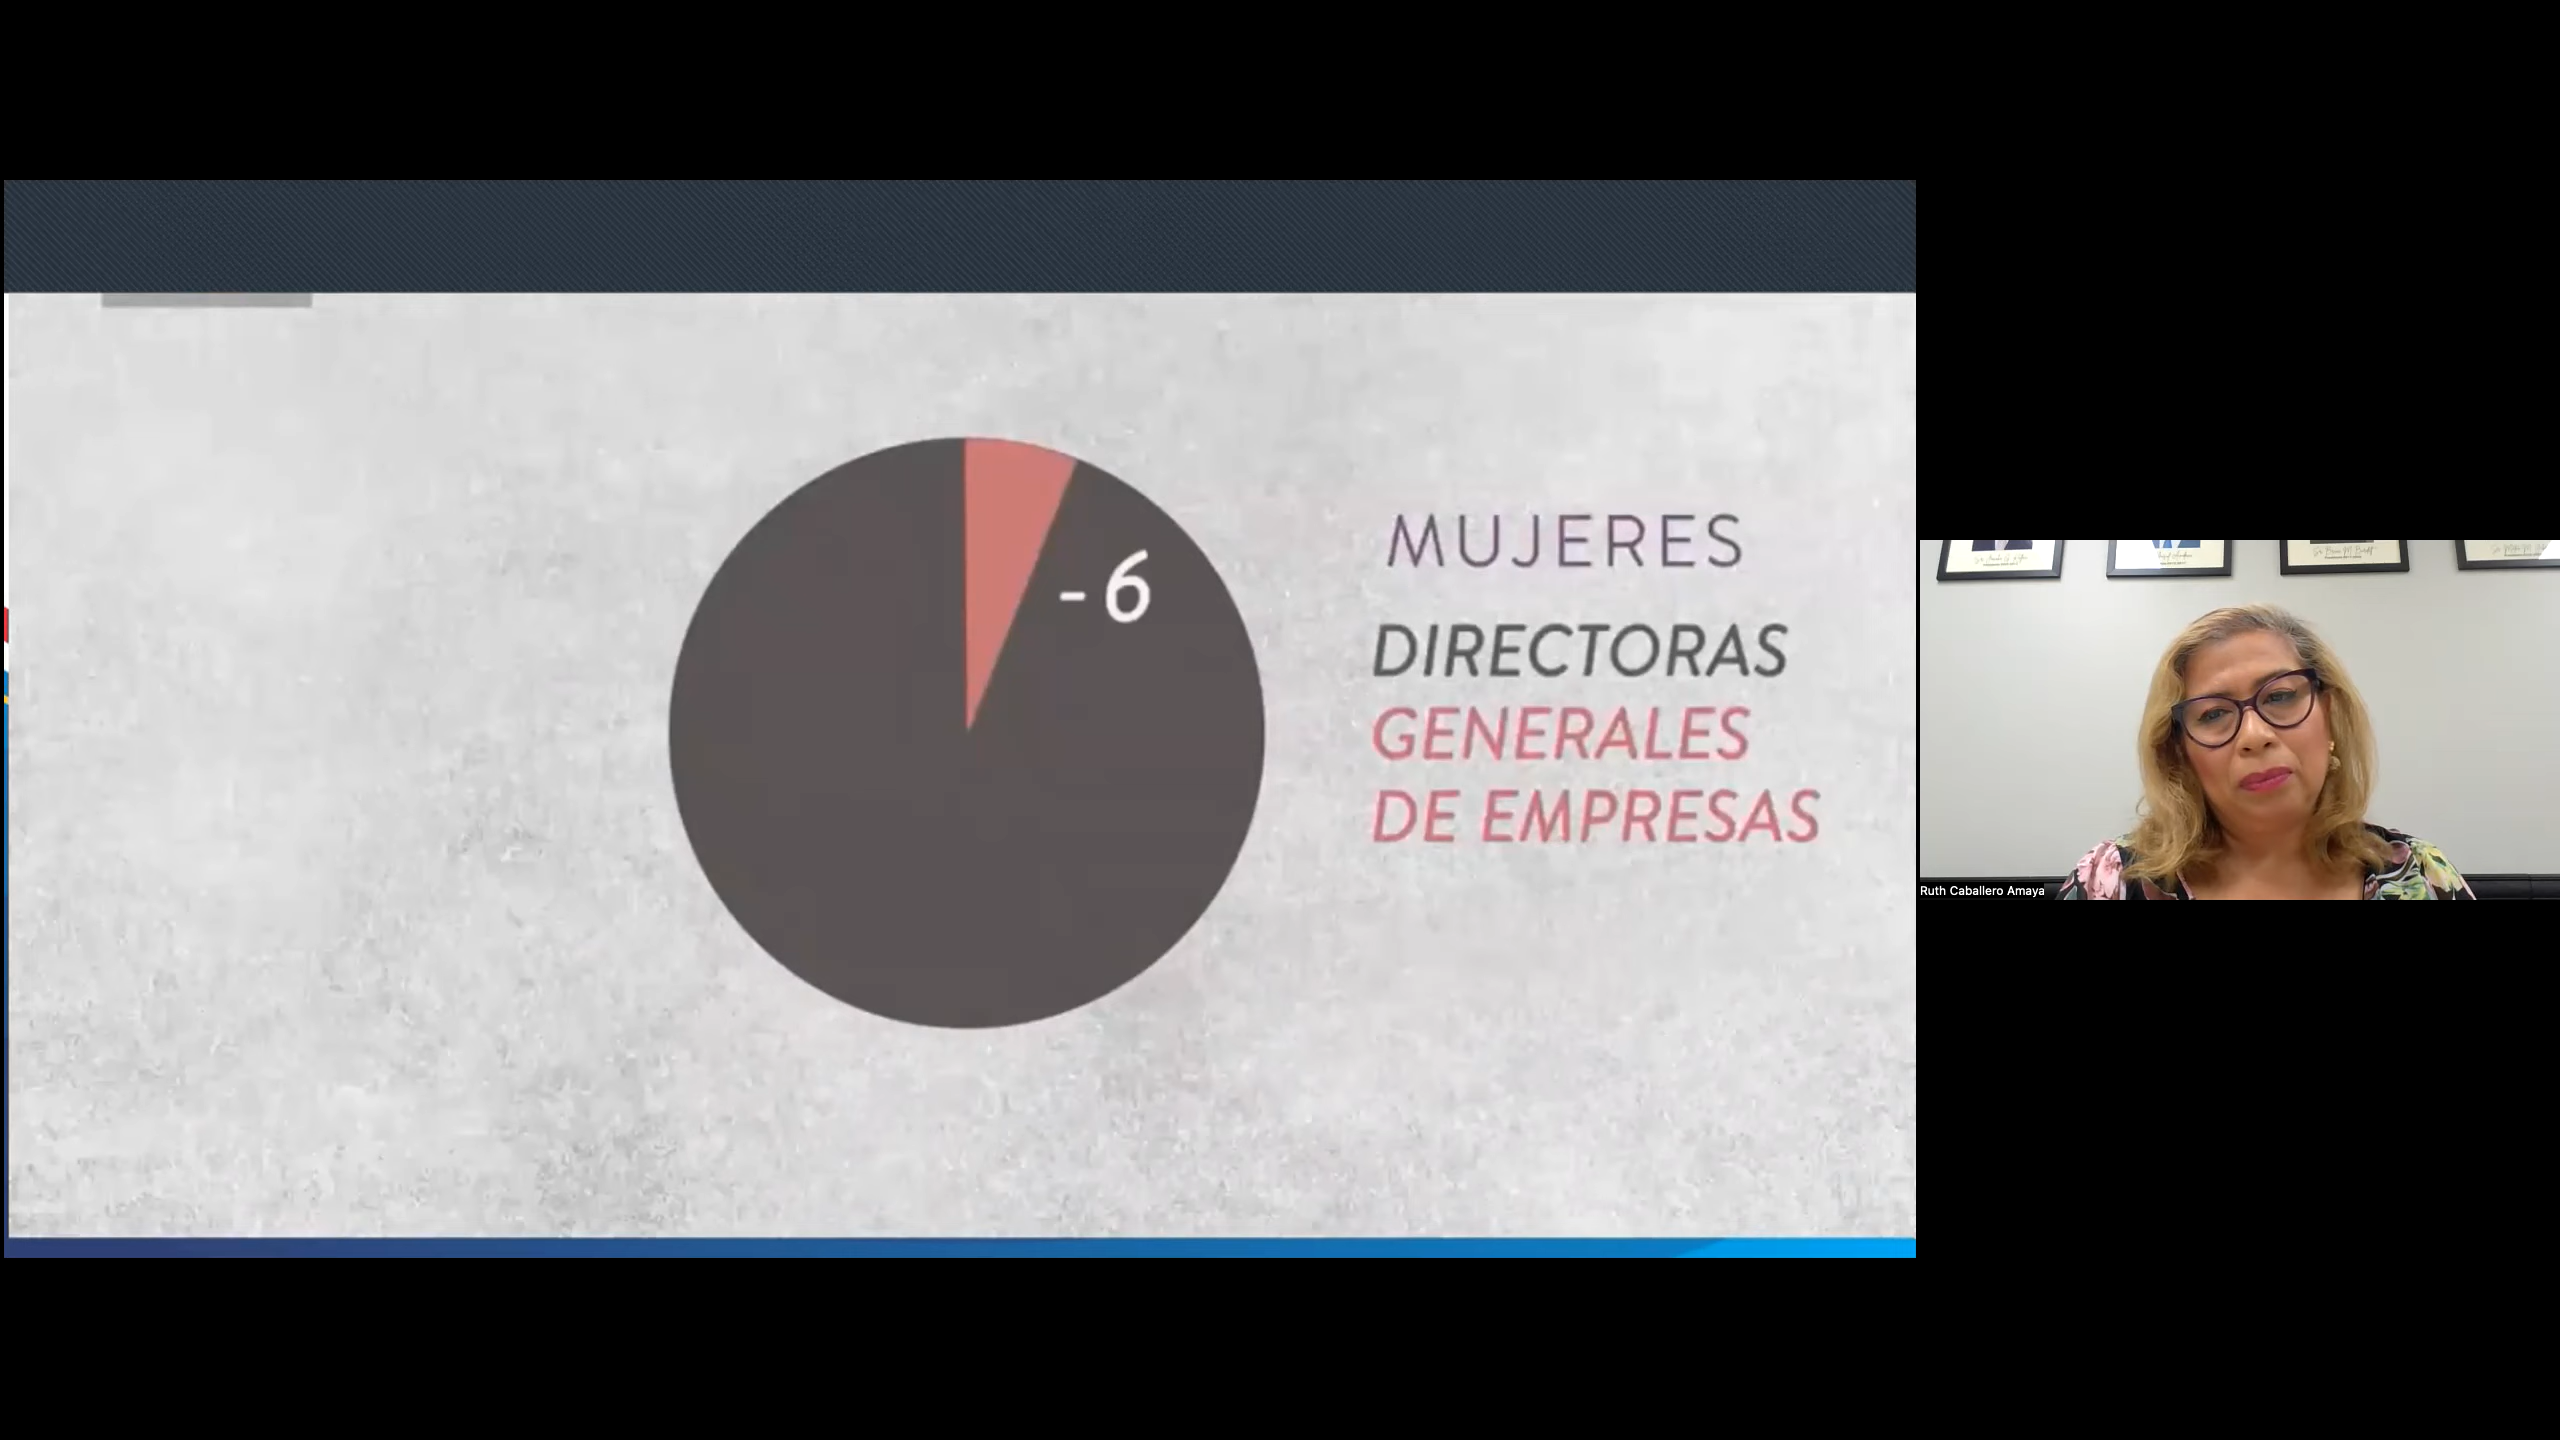 - 6
MUJERES
DIRECTORAS
GENERALES
DE EMPRESAS
Ruth Caballero Amaya